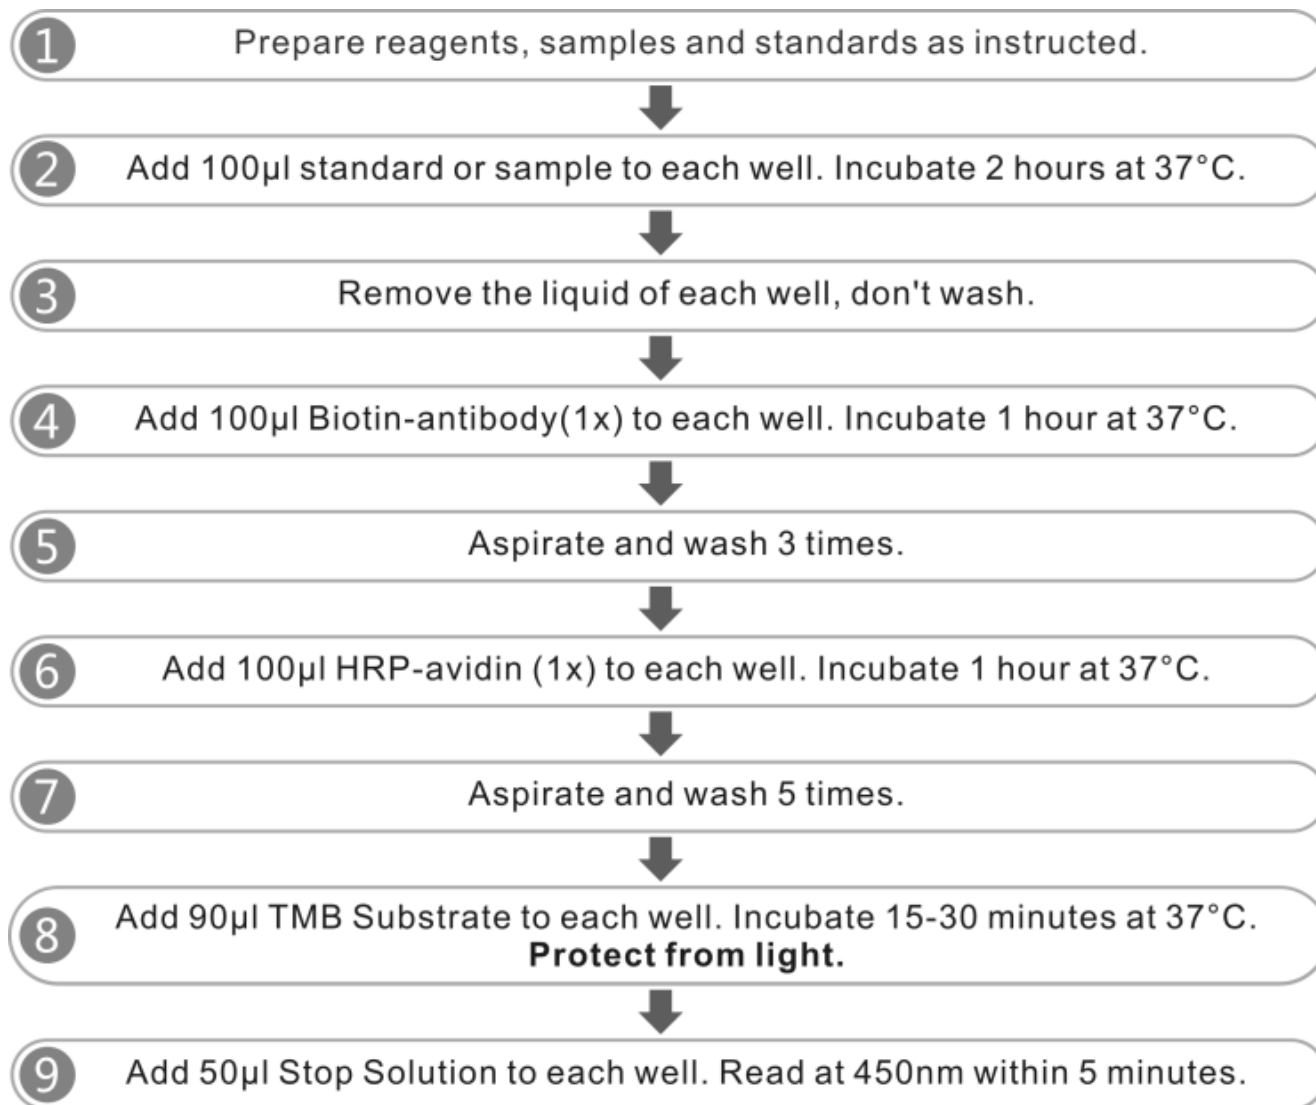 1 Prepare reagents, samples and standards as instructed.
2 Add 100µl standard or sample to each well. Incubate 2 hours at 37°C.
3 Remove the liquid of each well, don't wash.
4 Add 100µl Biotin-antibody(1x) to each well. Incubate 1 hour at 37°C.
5 Aspirate and wash 3 times.
6 Add 100µl HRP-avidin (1x) to each well. Incubate 1 hour at 37°C.
7 Aspirate and wash 5 times.
8 Add 90µl TMB Substrate to each well. Incubate 15-30 minutes at 37°C.
Protect from light.
9 Add 50µl Stop Solution to each well. Read at 450nm within 5 minutes.